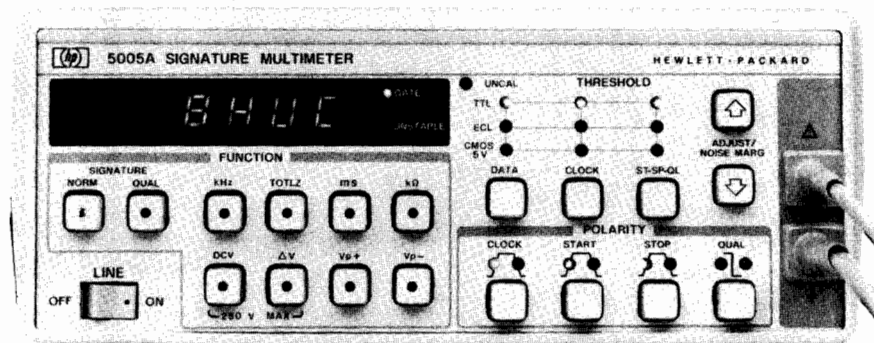 hp 5005A SIGNATURE MULTIMETER HEWLETT·PACKARD
8HUC
GATE
UNSTABLE
UNCAL THRESHOLD
TTL
ECL
CMOS
5V
DATA CLOCK ST-SP-QL
ADJUST/
NOISE MARG
FUNCTION
SIGNATURE
NORM QUAL kHz TOTLZ ms kΩ
DCV ΔV Vp+ Vp−
250 V MAX
LINE
OFF ON
POLARITY
CLOCK START STOP QUAL